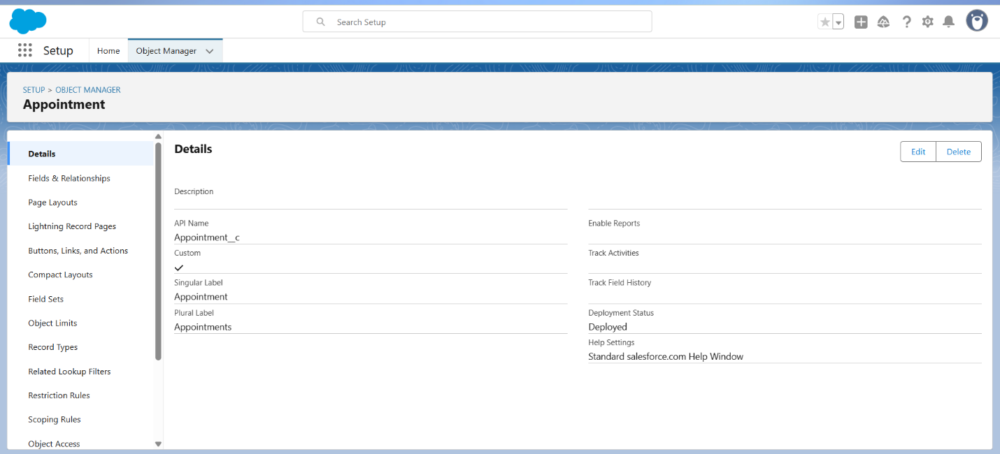 Search Setup
Setup
Home
Object Manager
SETUP > OBJECT MANAGER
Appointment
Details
Fields & Relationships
Page Layouts
Lightning Record Pages
Buttons, Links, and Actions
Compact Layouts
Field Sets
Object Limits
Record Types
Related Lookup Filters
Restriction Rules
Scoping Rules
Object Access
Details
Edit
Delete
Description
API Name
Appointment__c
Custom
Singular Label
Appointment
Plural Label
Appointments
Enable Reports
Track Activities
Track Field History
Deployment Status
Deployed
Help Settings
Standard salesforce.com Help Window